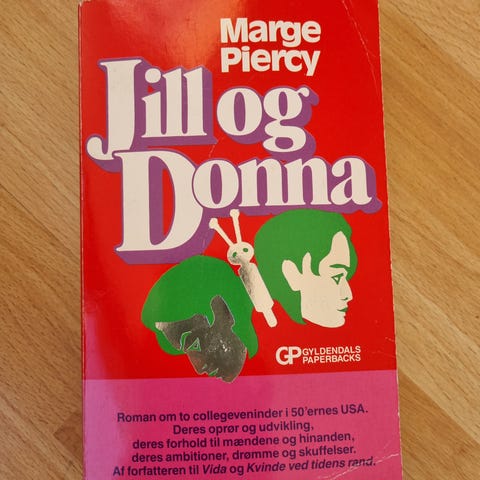 Marge
Piercy
Jill og
Donna
GP GYLDENDALS
PAPERBACKS
Roman om to collegeveninder i 50'ernes USA.
Deres oprør og udvikling,
deres forhold til mændene og hinanden,
deres ambitioner, drømme og skuffelser.
Af forfatteren til Vida og Kvinde ved tidens rand.